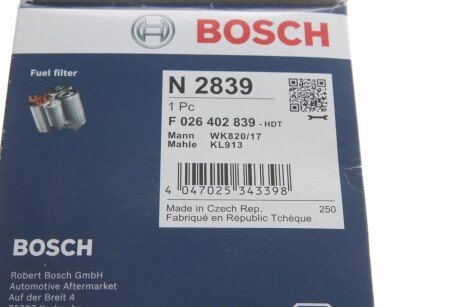 BOSCH
Fuel filter
N 2839
1 Pc
F 026 402 839 -HDT
Mann WK820/17
Mahle KL913
4 047025 343398
Made in Czech Rep. 250
Fabriqué en République Tchèque
BOSCH
Robert Bosch GmbH
Automotive Aftermarket
Auf der Breit 4